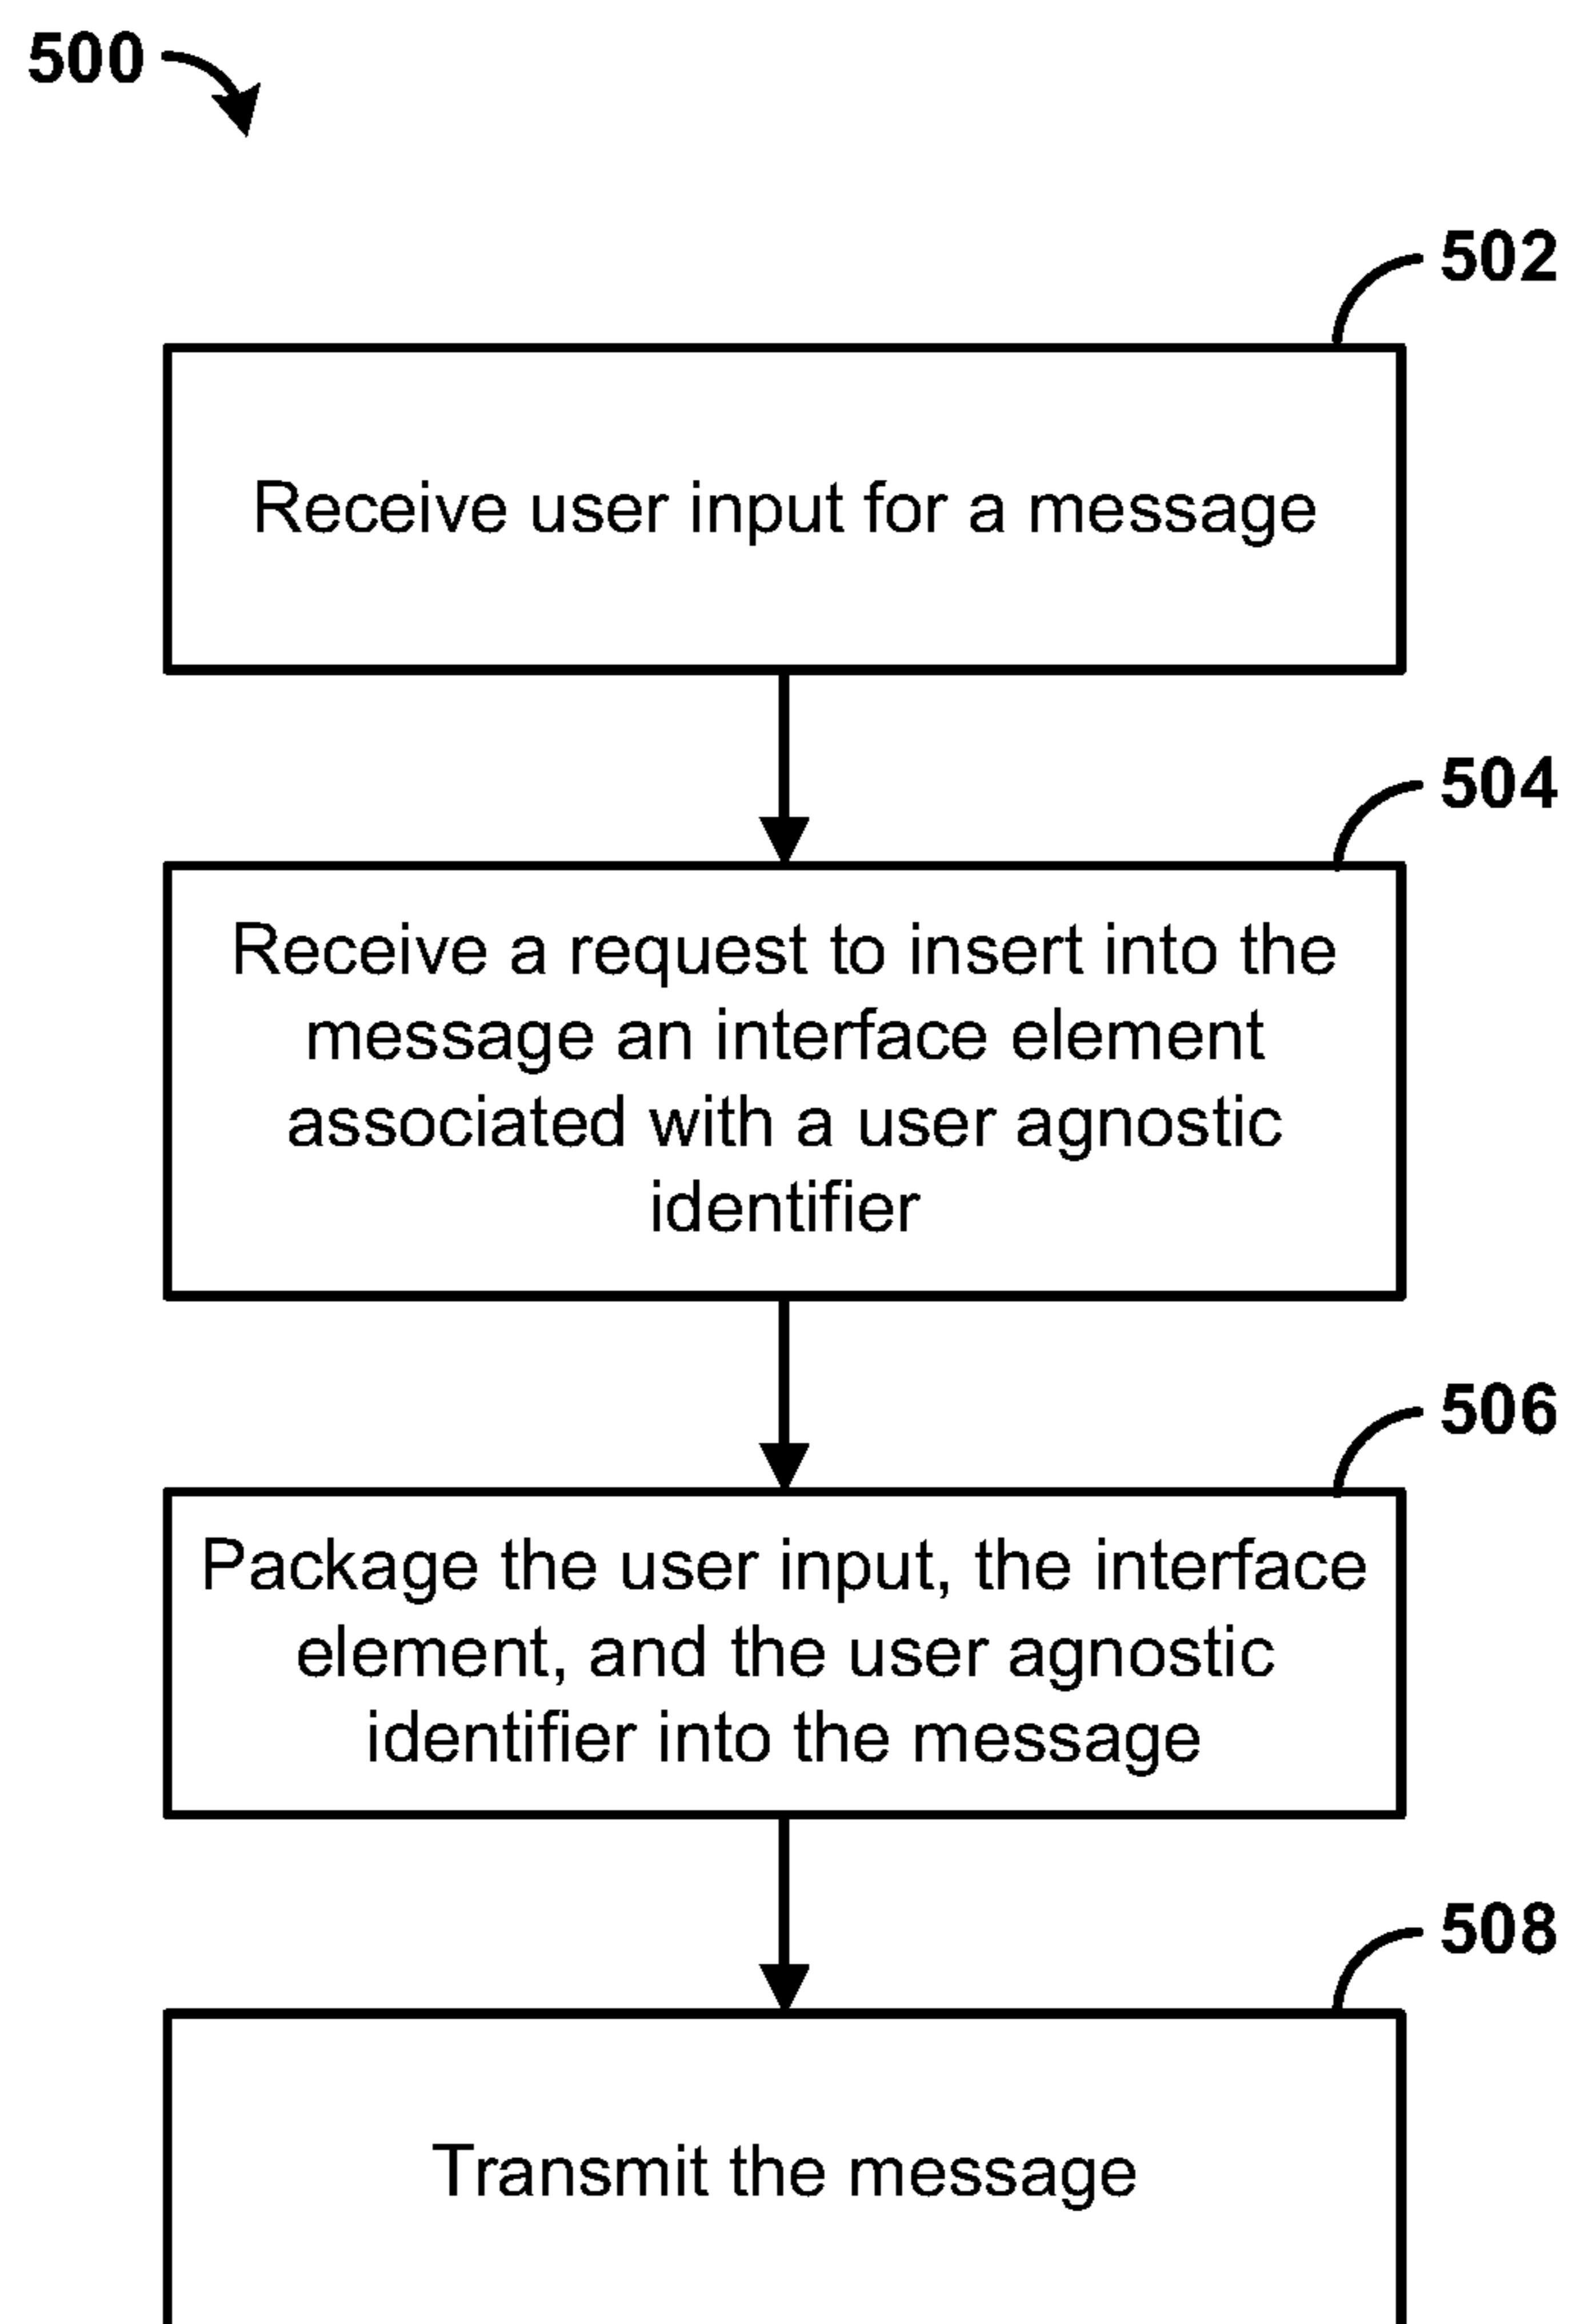 500
502
Receive user input for a message
504
Receive a request to insert into the
message an interface element
associated with a user agnostic
identifier
506
Package the user input, the interface
element, and the user agnostic
identifier into the message
508
Transmit the message